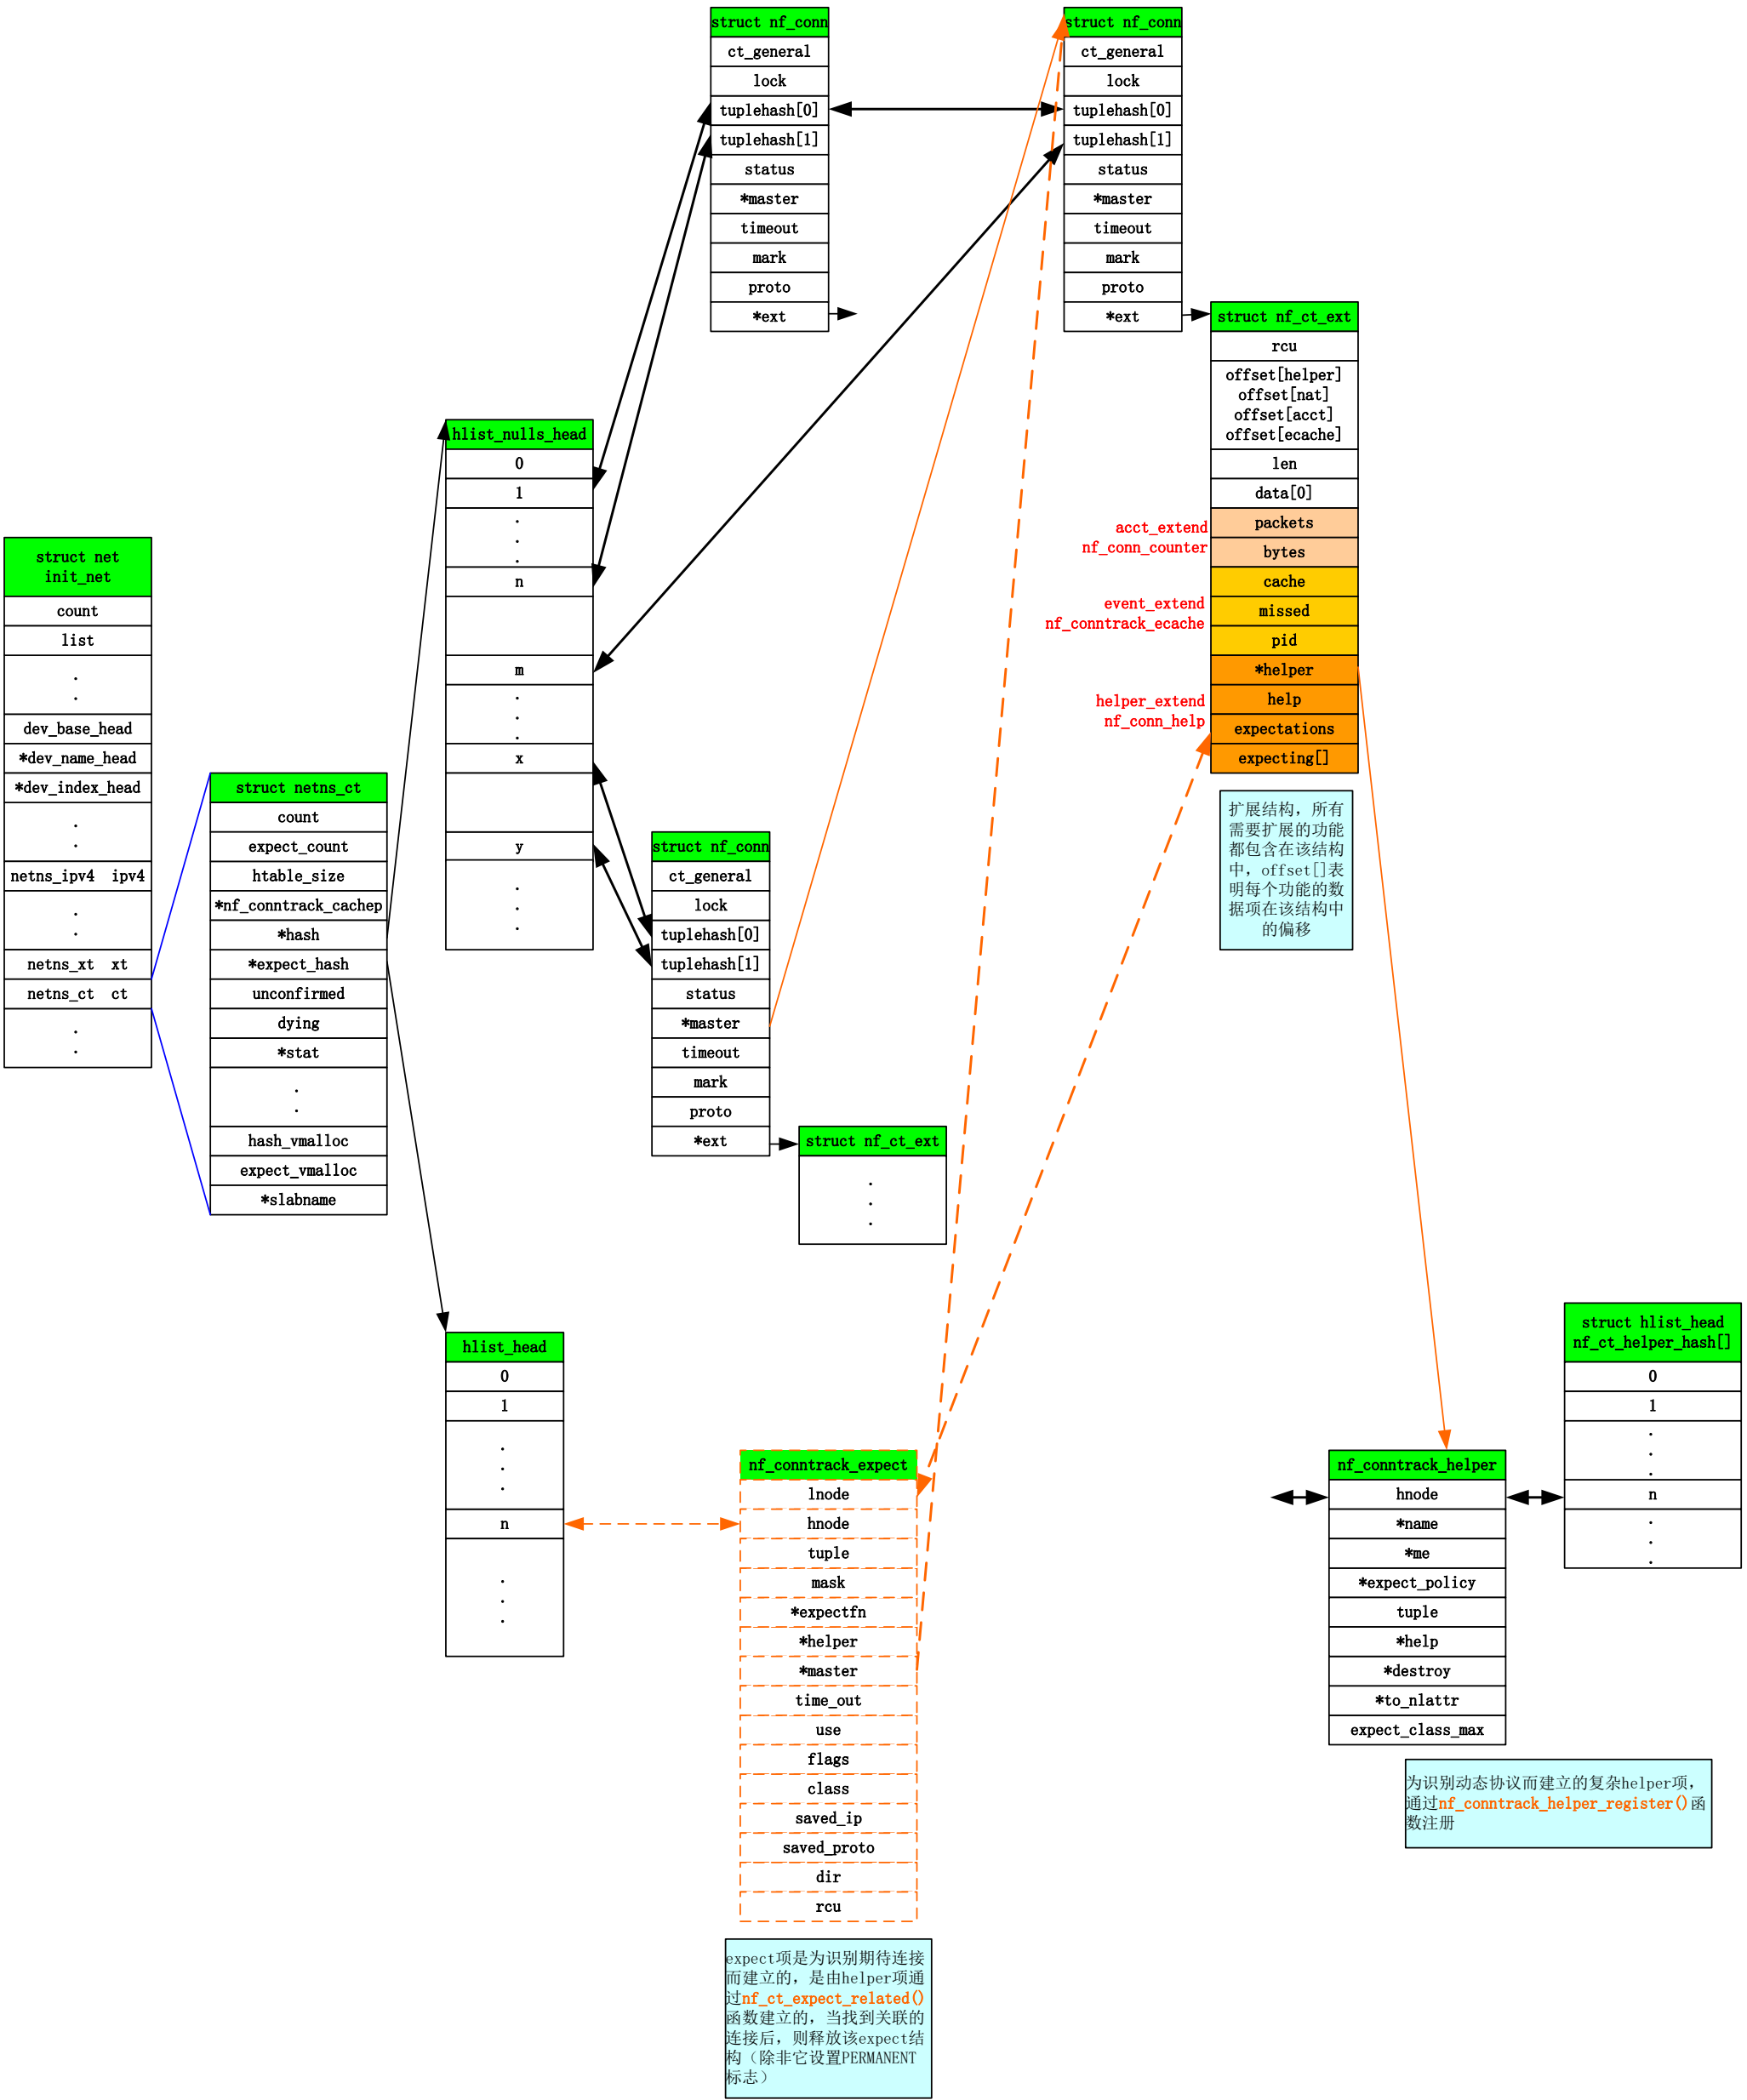 struct nf_conn
ct_general
lock
tuplehash[0]
tuplehash[1]
status
*master
timeout
mark
proto
*ext
struct nf_conn
ct_general
lock
tuplehash[0]
tuplehash[1]
status
*master
timeout
mark
proto
*ext
struct nf_ct_ext
rcu
offset[helper]
offset[nat]
offset[acct]
offset[ecache]
len
data[0]
packets
bytes
cache
missed
pid
*helper
help
expectations
expecting[]
acct_extend
nf_conn_counter
event_extend
nf_conntrack_ecache
helper_extend
nf_conn_help
扩展结构，所有
需要扩展的功能
都包含在该结构
中，offset[]表
明每个功能的数
据项在该结构中
的偏移
hlist_nulls_head
0
1
.
.
.
n
m
.
.
.
x
y
.
.
.
struct net
init_net
count
list
.
.
dev_base_head
*dev_name_head
*dev_index_head
.
.
netns_ipv4 ipv4
.
.
netns_xt xt
netns_ct ct
.
.
struct netns_ct
count
expect_count
htable_size
*nf_conntrack_cachep
*hash
*expect_hash
unconfirmed
dying
*stat
.
.
hash_vmalloc
expect_vmalloc
*slabname
struct nf_conn
ct_general
lock
tuplehash[0]
tuplehash[1]
status
*master
timeout
mark
proto
*ext
struct nf_ct_ext
.
.
.
hlist_head
0
1
.
.
.
n
.
.
.
nf_conntrack_expect
lnode
hnode
tuple
mask
*expectfn
*helper
*master
time_out
use
flags
class
saved_ip
saved_proto
dir
rcu
expect项是为识别期待连接
而建立的，是由helper项通
过nf_ct_expect_related()
函数建立的，当找到关联的
连接后，则释放该expect结
构（除非它设置PERMANENT
标志）
nf_conntrack_helper
hnode
*name
*me
*expect_policy
tuple
*help
*destroy
*to_nlattr
expect_class_max
struct hlist_head
nf_ct_helper_hash[]
0
1
.
.
.
n
.
.
.
为识别动态协议而建立的复杂helper项，
通过nf_conntrack_helper_register()函
数注册